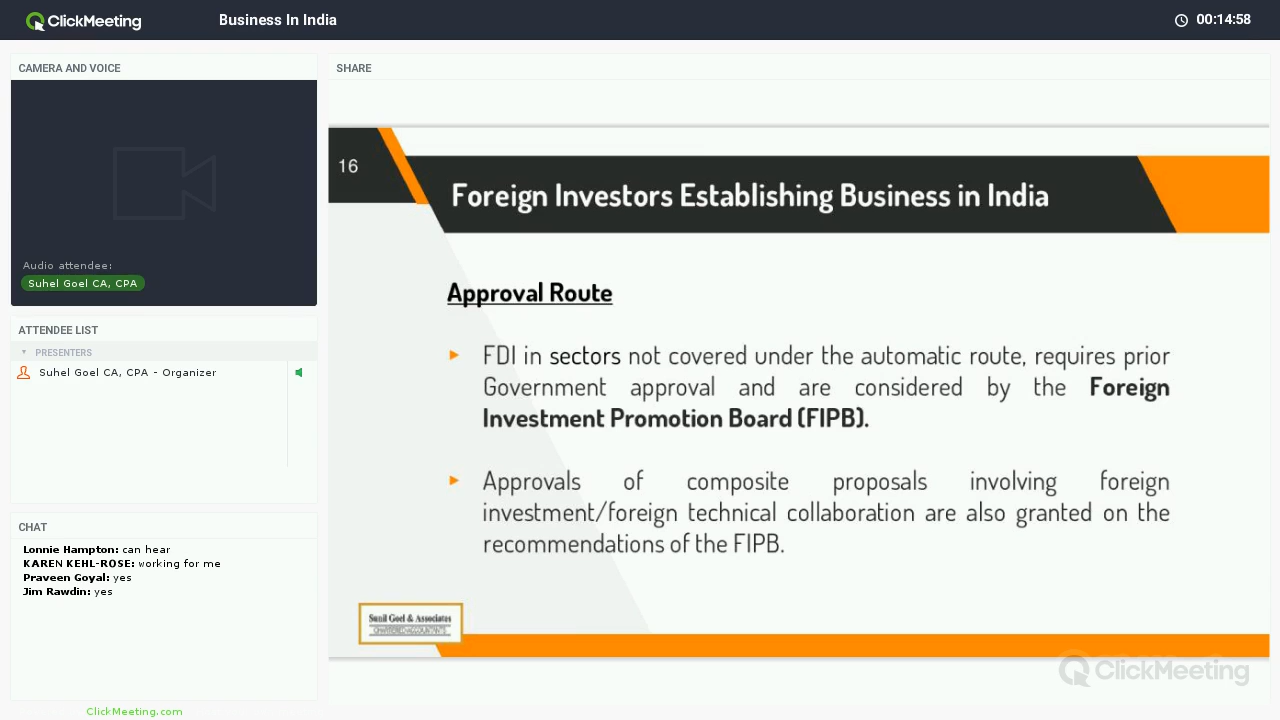 ClickMeeting
Business In India
00:14:58
CAMERA AND VOICE
Audio attendee:
Suhel Goel CA, CPA
ATTENDEE LIST
PRESENTERS
Suhel Goel CA, CPA - Organizer
CHAT
Lonnie Hampton: can hear
KAREN KEHL-ROSE: working for me
Praveen Goyal: yes
Jim Rawdin: yes
ClickMeeting.com
SHARE
16
Foreign Investors Establishing Business in India
Approval Route
FDI in sectors not covered under the automatic route, requires prior
Government approval and are considered by the Foreign
Investment Promotion Board (FIPB).
Approvals of composite proposals involving foreign
investment/foreign technical collaboration are also granted on the
recommendations of the FIPB.
Sunil Goel & Associates
CHARTERED ACCOUNTANTS
ClickMeeting